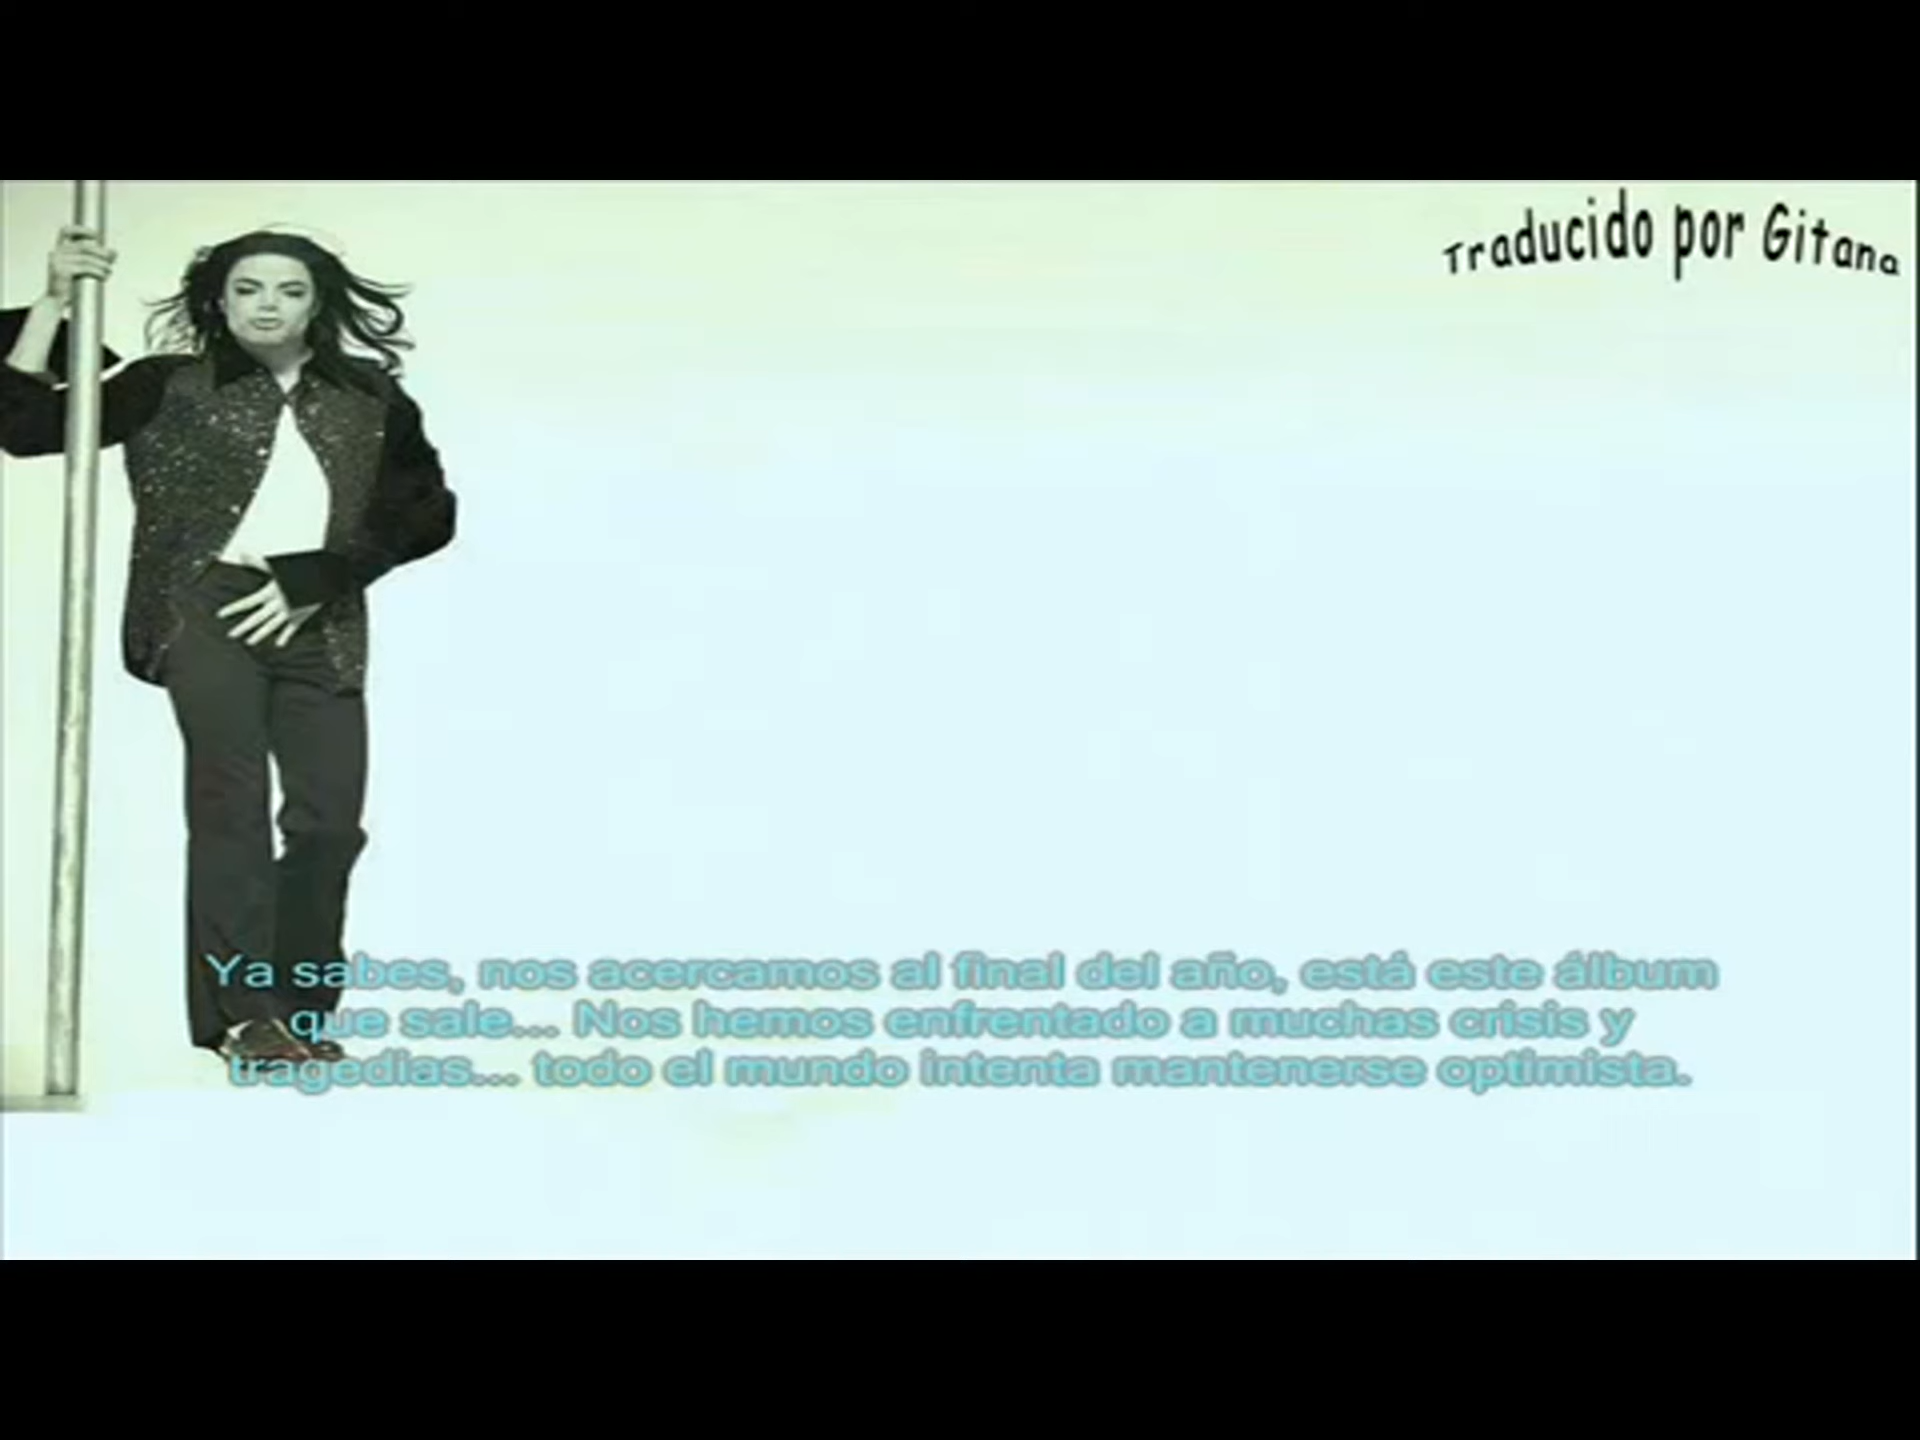 Traducido por Gitana
Ya sabes, nos acercamos al final del año, está este álbum
que sale... Nos hemos enfrentado a muchas crisis y
tragedias... todo el mundo intenta mantenerse optimista.